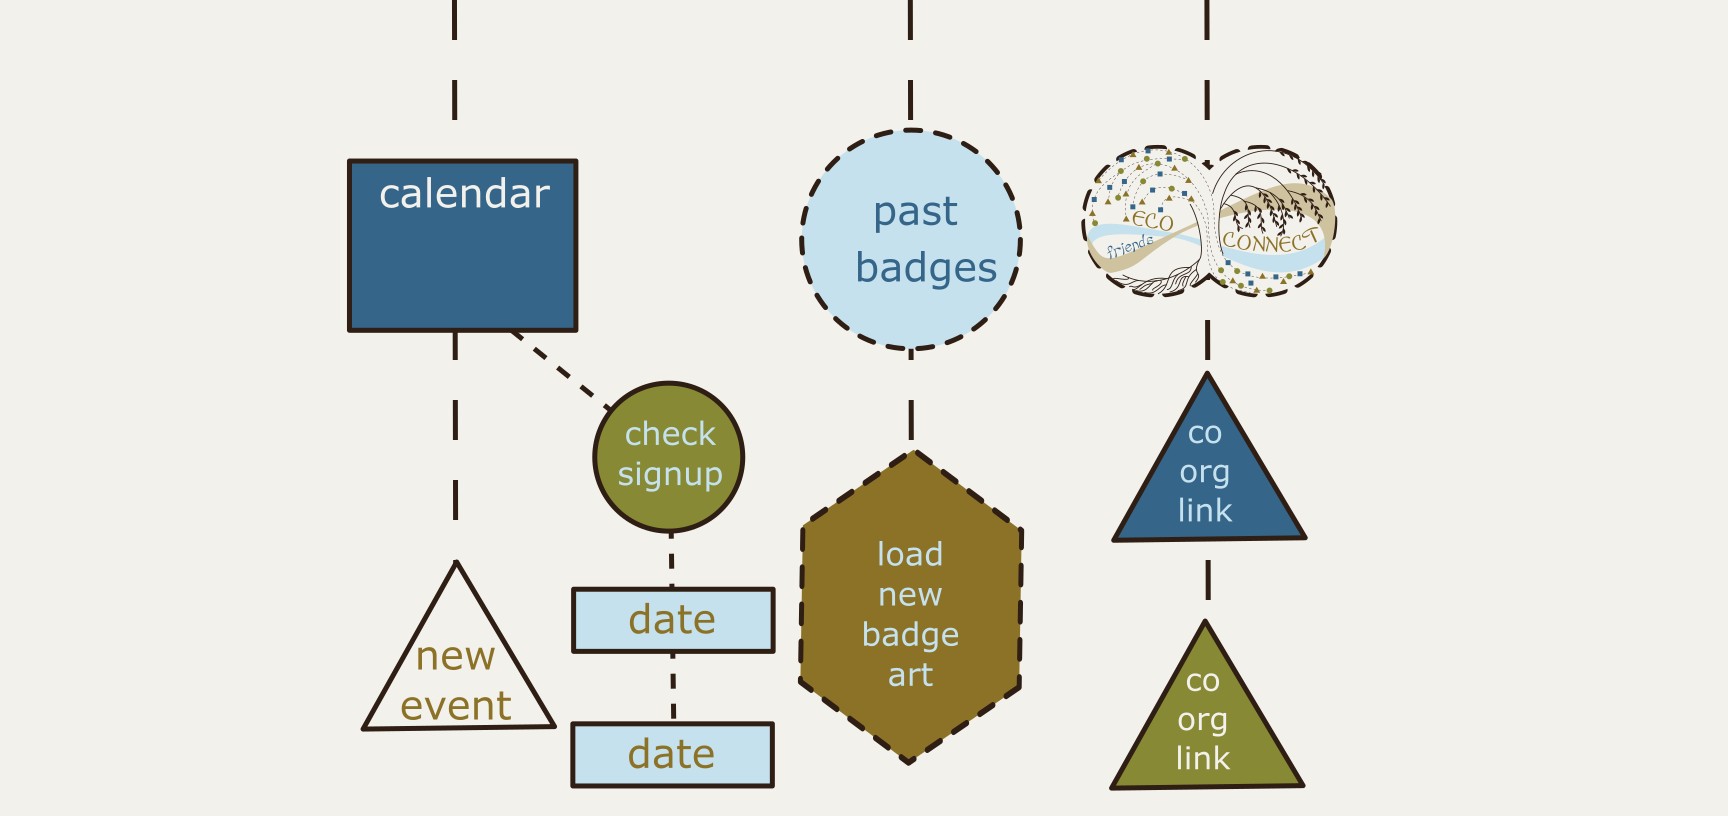 calendar
past
badges
ECO
friends
CONNECT
check
signup
co
org
link
load
new
badge
art
date
new
event
date
co
org
link